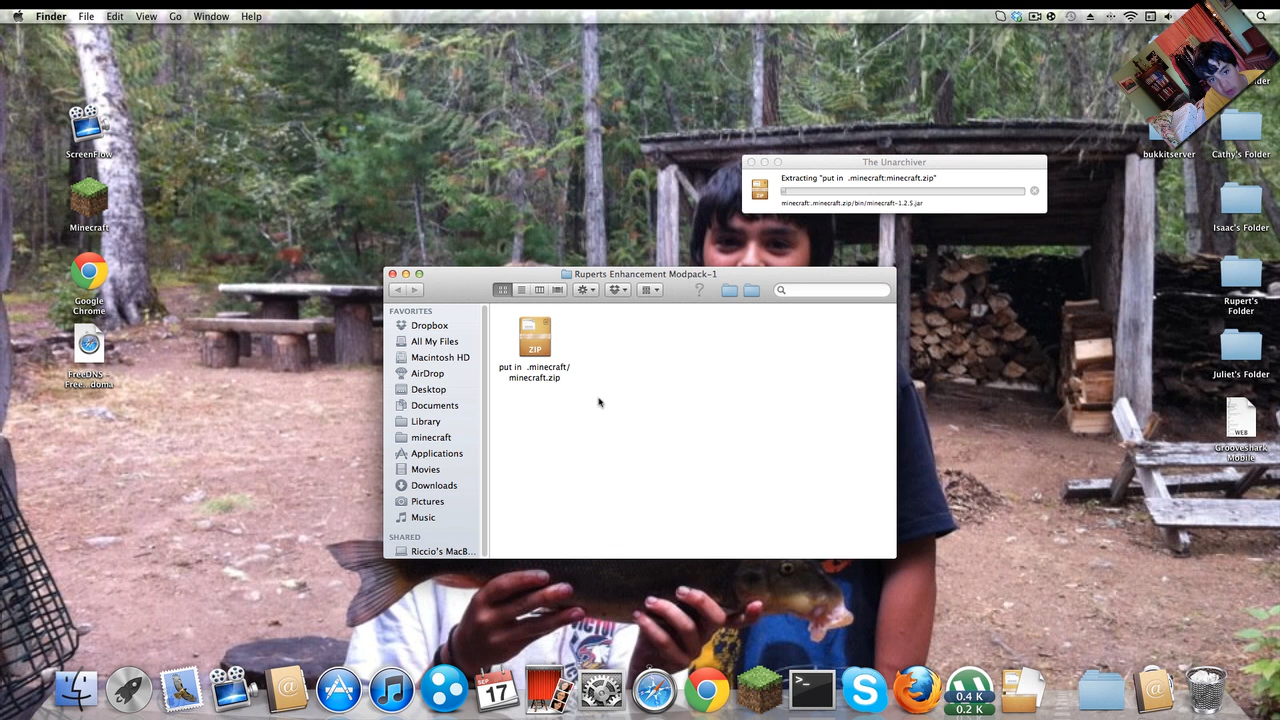 Finder File Edit View Go Window Help
ScreenFlow
Minecraft
Google
Chrome
FreeDNS -
Free...doma
The Unarchiver
Extracting "put in .minecraft:minecraft.zip"
minecraft:.minecraft.zip/bin/minecraft-1.2.5.jar
ZIP
Ruperts Enhancement Modpack-1
FAVORITES
Dropbox
All My Files
Macintosh HD
AirDrop
Desktop
Documents
Library
minecraft
Applications
Movies
Downloads
Pictures
Music
SHARED
Riccio's MacB...
ZIP
put in .minecraft/
minecraft.zip
bukkitserver
Cathy's Folder
Isaac's Folder
Rupert's
Folder
Juliet's Folder
WEB
Grooveshark
Mobile
SEP
17
0.4 K
0.2 K